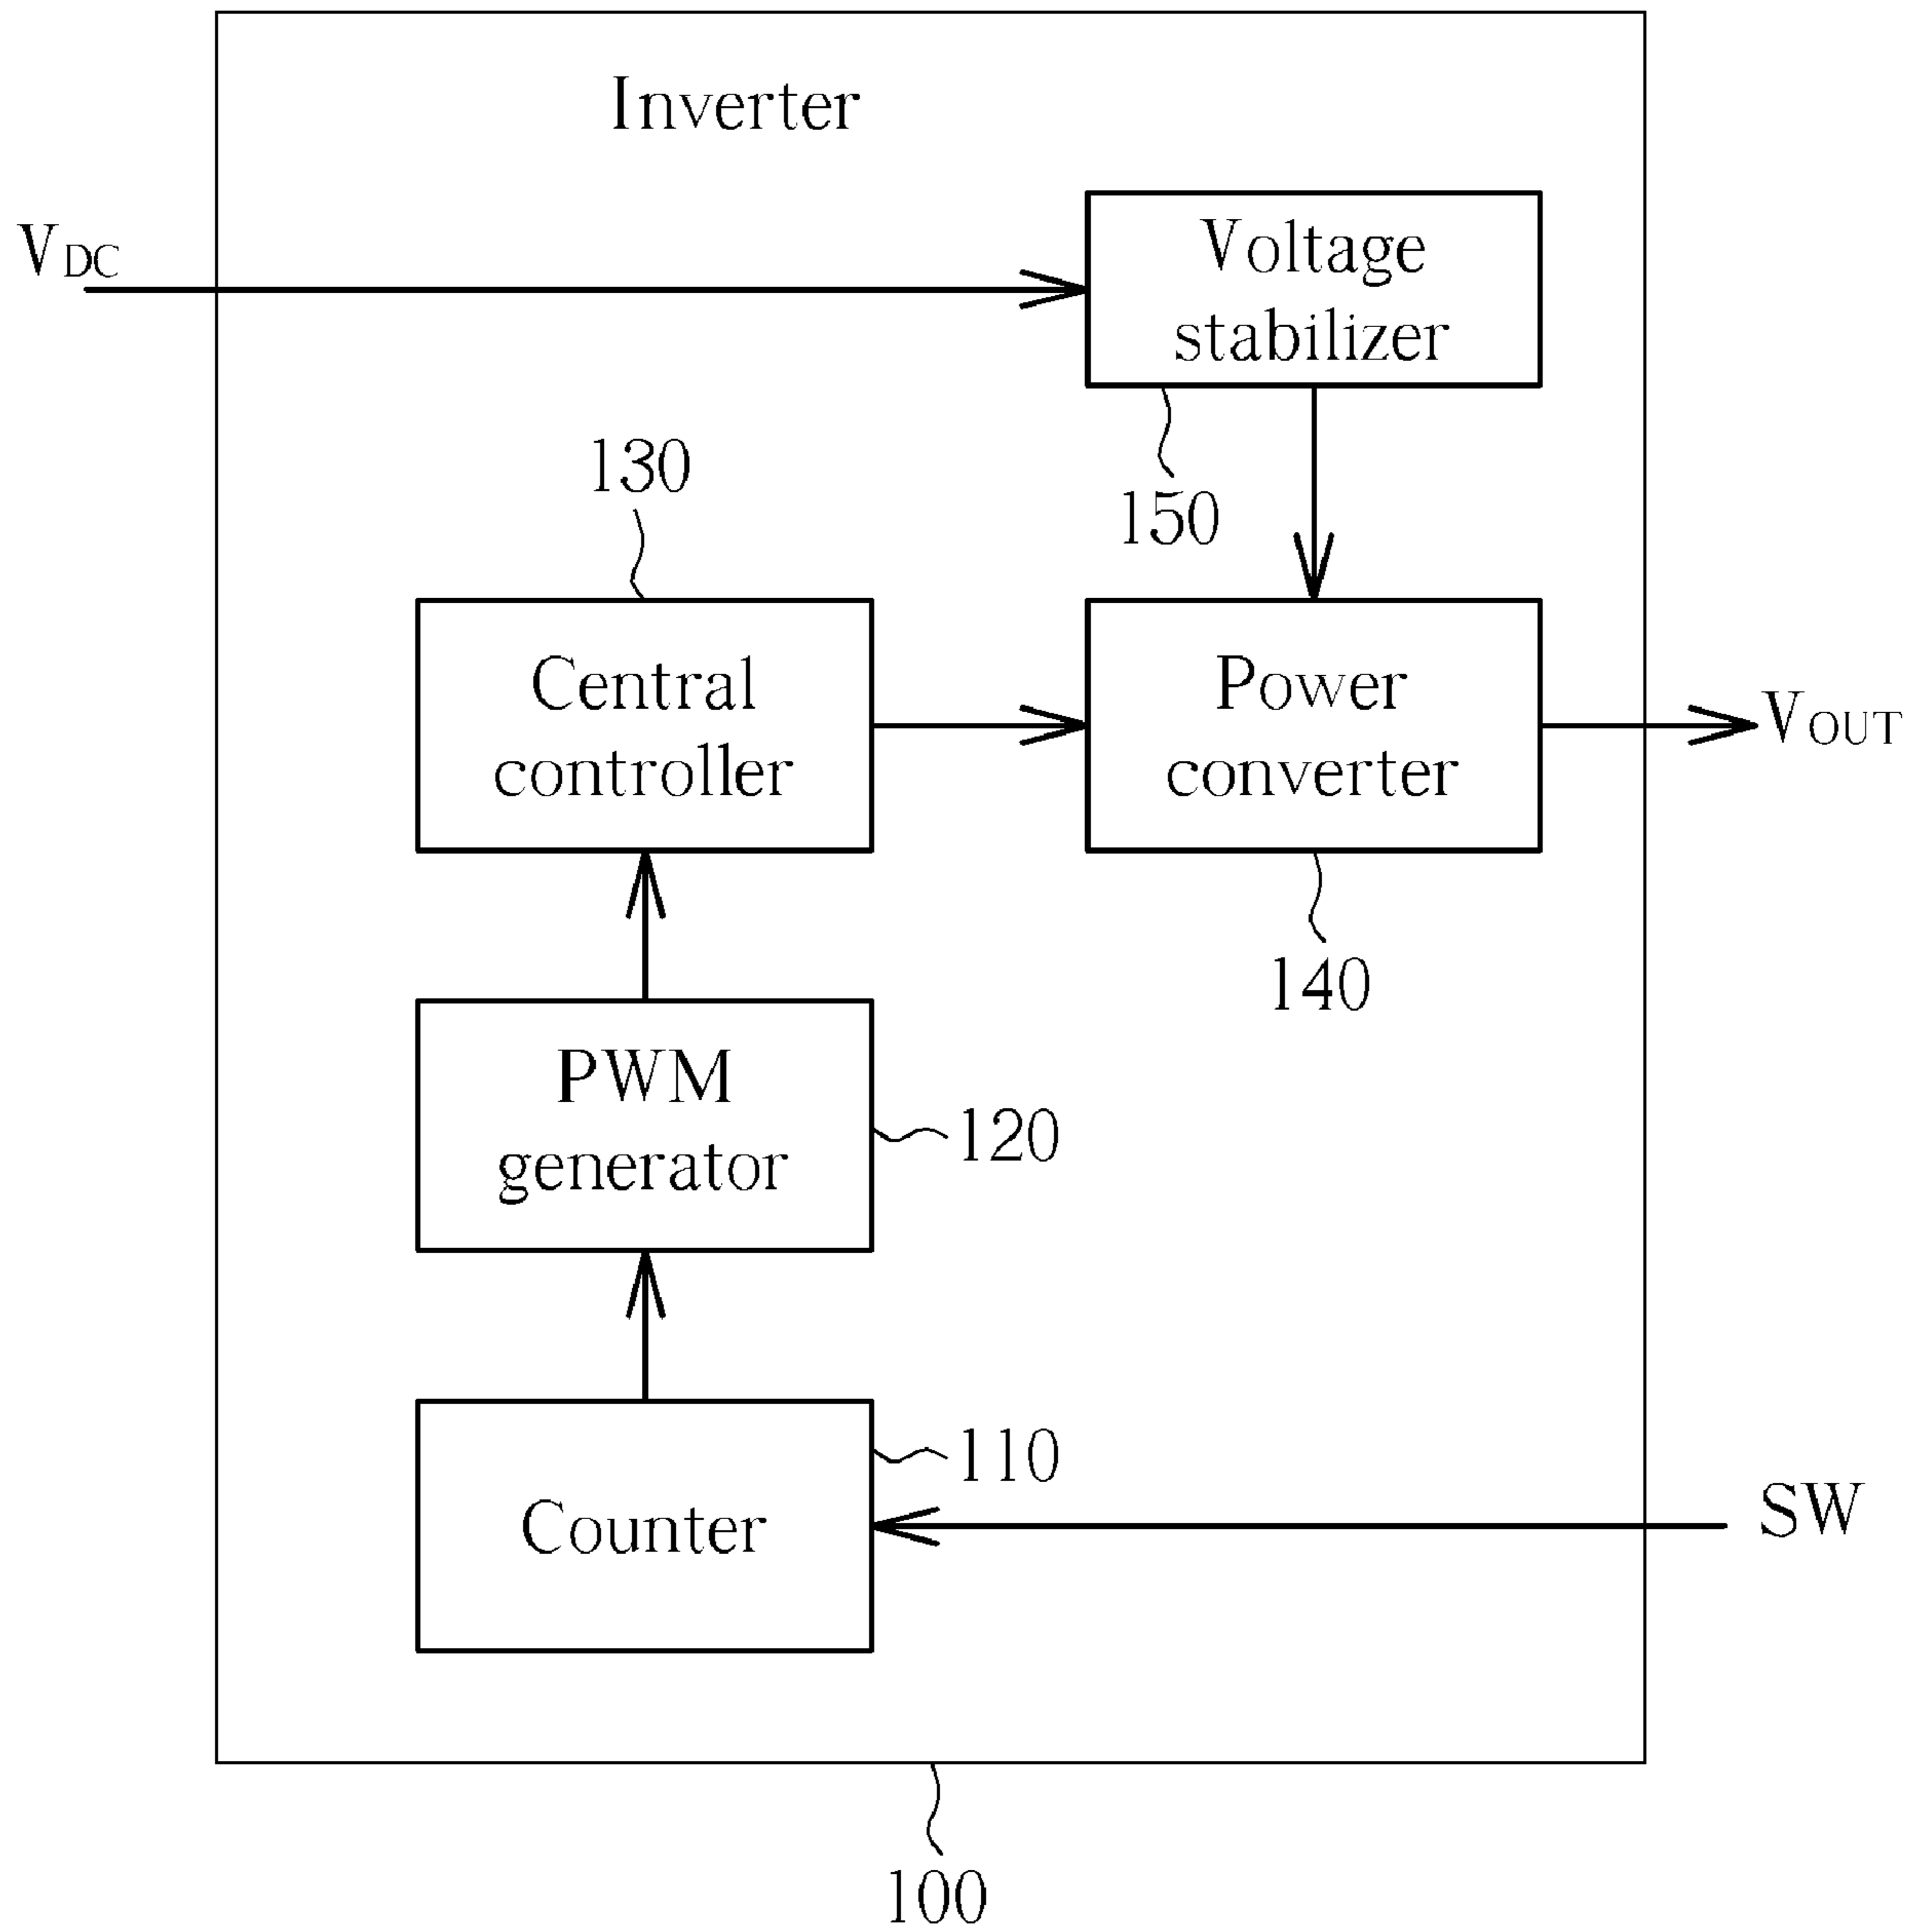 Inverter
VDC
Voltage
stabilizer
130
150
Central
controller
Power
converter
VOUT
140
PWM
generator
120
110
Counter
SW
100